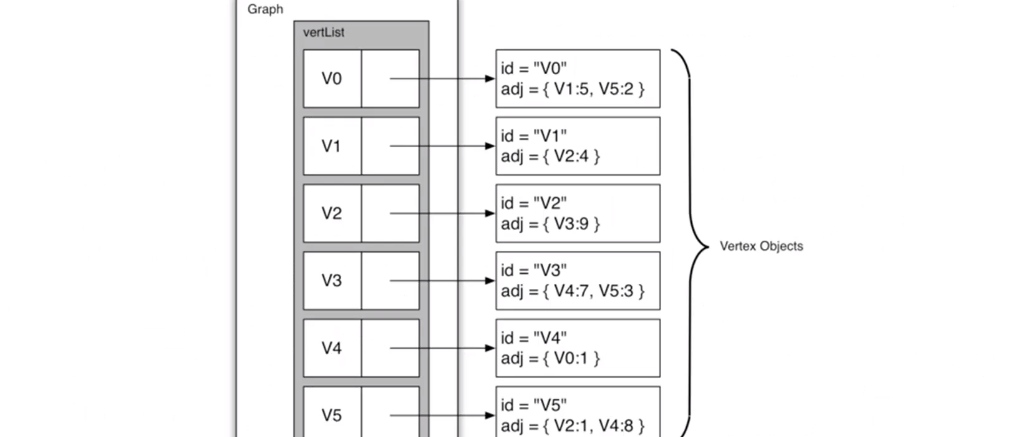 Graph
vertList
V0
id = "V0"
adj = { V1:5, V5:2 }
V1
id = "V1"
adj = { V2:4 }
V2
id = "V2"
adj = { V3:9 }
Vertex Objects
V3
id = "V3"
adj = { V4:7, V5:3 }
V4
id = "V4"
adj = { V0:1 }
V5
id = "V5"
adj = { V2:1, V4:8 }